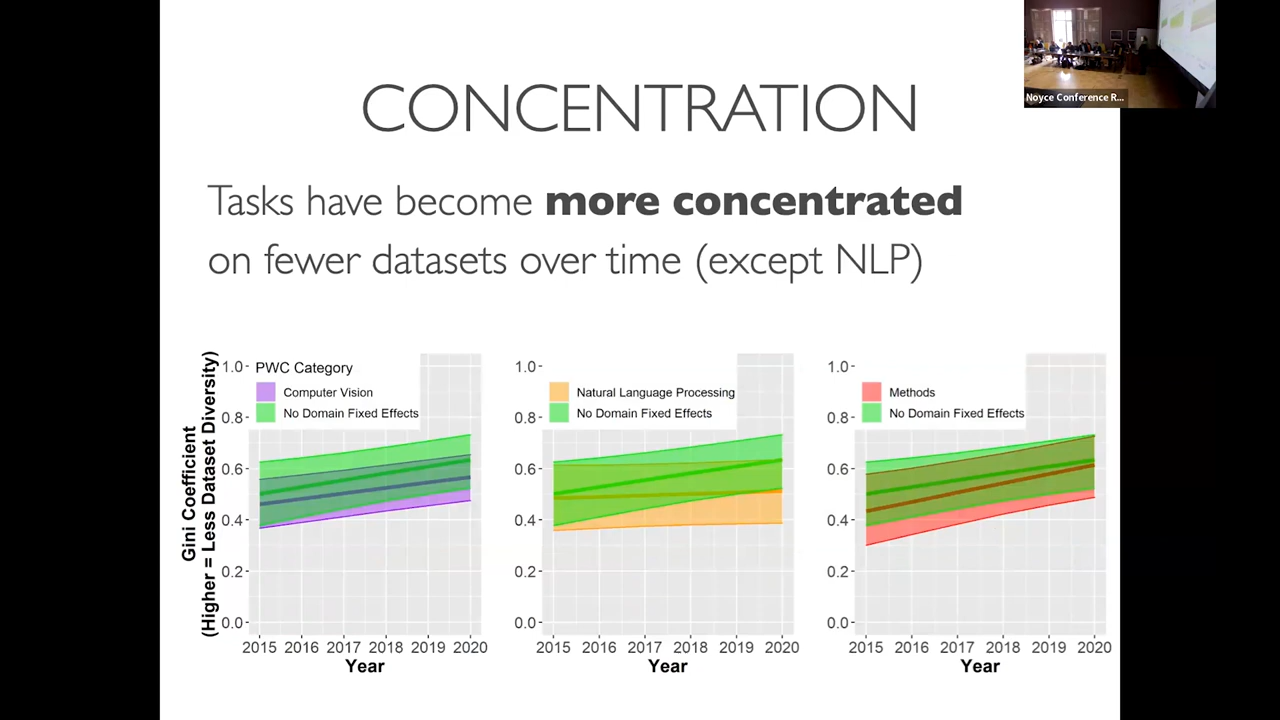 Noyce Conference R...
CONCENTRATION
Tasks have become more concentrated
on fewer datasets over time (except NLP)
Gini Coefficient
(Higher = Less Dataset Diversity)
PWC Category
Computer Vision
No Domain Fixed Effects
1.0
0.8
0.6
0.4
0.2
0.0
2015 2016 2017 2018 2019 2020
Year
Natural Language Processing
No Domain Fixed Effects
1.0
0.8
0.6
0.4
0.2
0.0
2015 2016 2017 2018 2019 2020
Year
Methods
No Domain Fixed Effects
1.0
0.8
0.6
0.4
0.2
0.0
2015 2016 2017 2018 2019 2020
Year